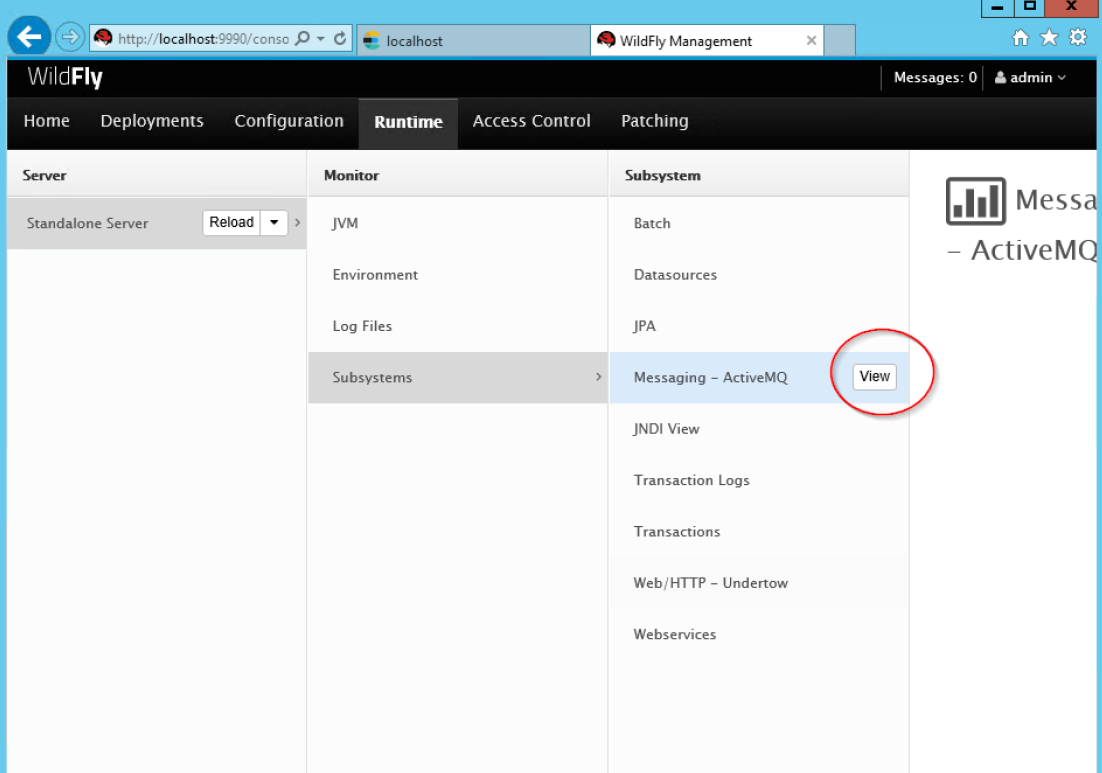 http://localhost:9990/conso
localhost
WildFly Management
WildFly
Messages: 0
admin
Home
Deployments
Configuration
Runtime
Access Control
Patching
Server
Monitor
Subsystem
Standalone Server
Reload
JVM
Environment
Log Files
Subsystems
Batch
Datasources
JPA
Messaging – ActiveMQ
View
JNDI View
Transaction Logs
Transactions
Web/HTTP – Undertow
Webservices
Messa
– ActiveMQ